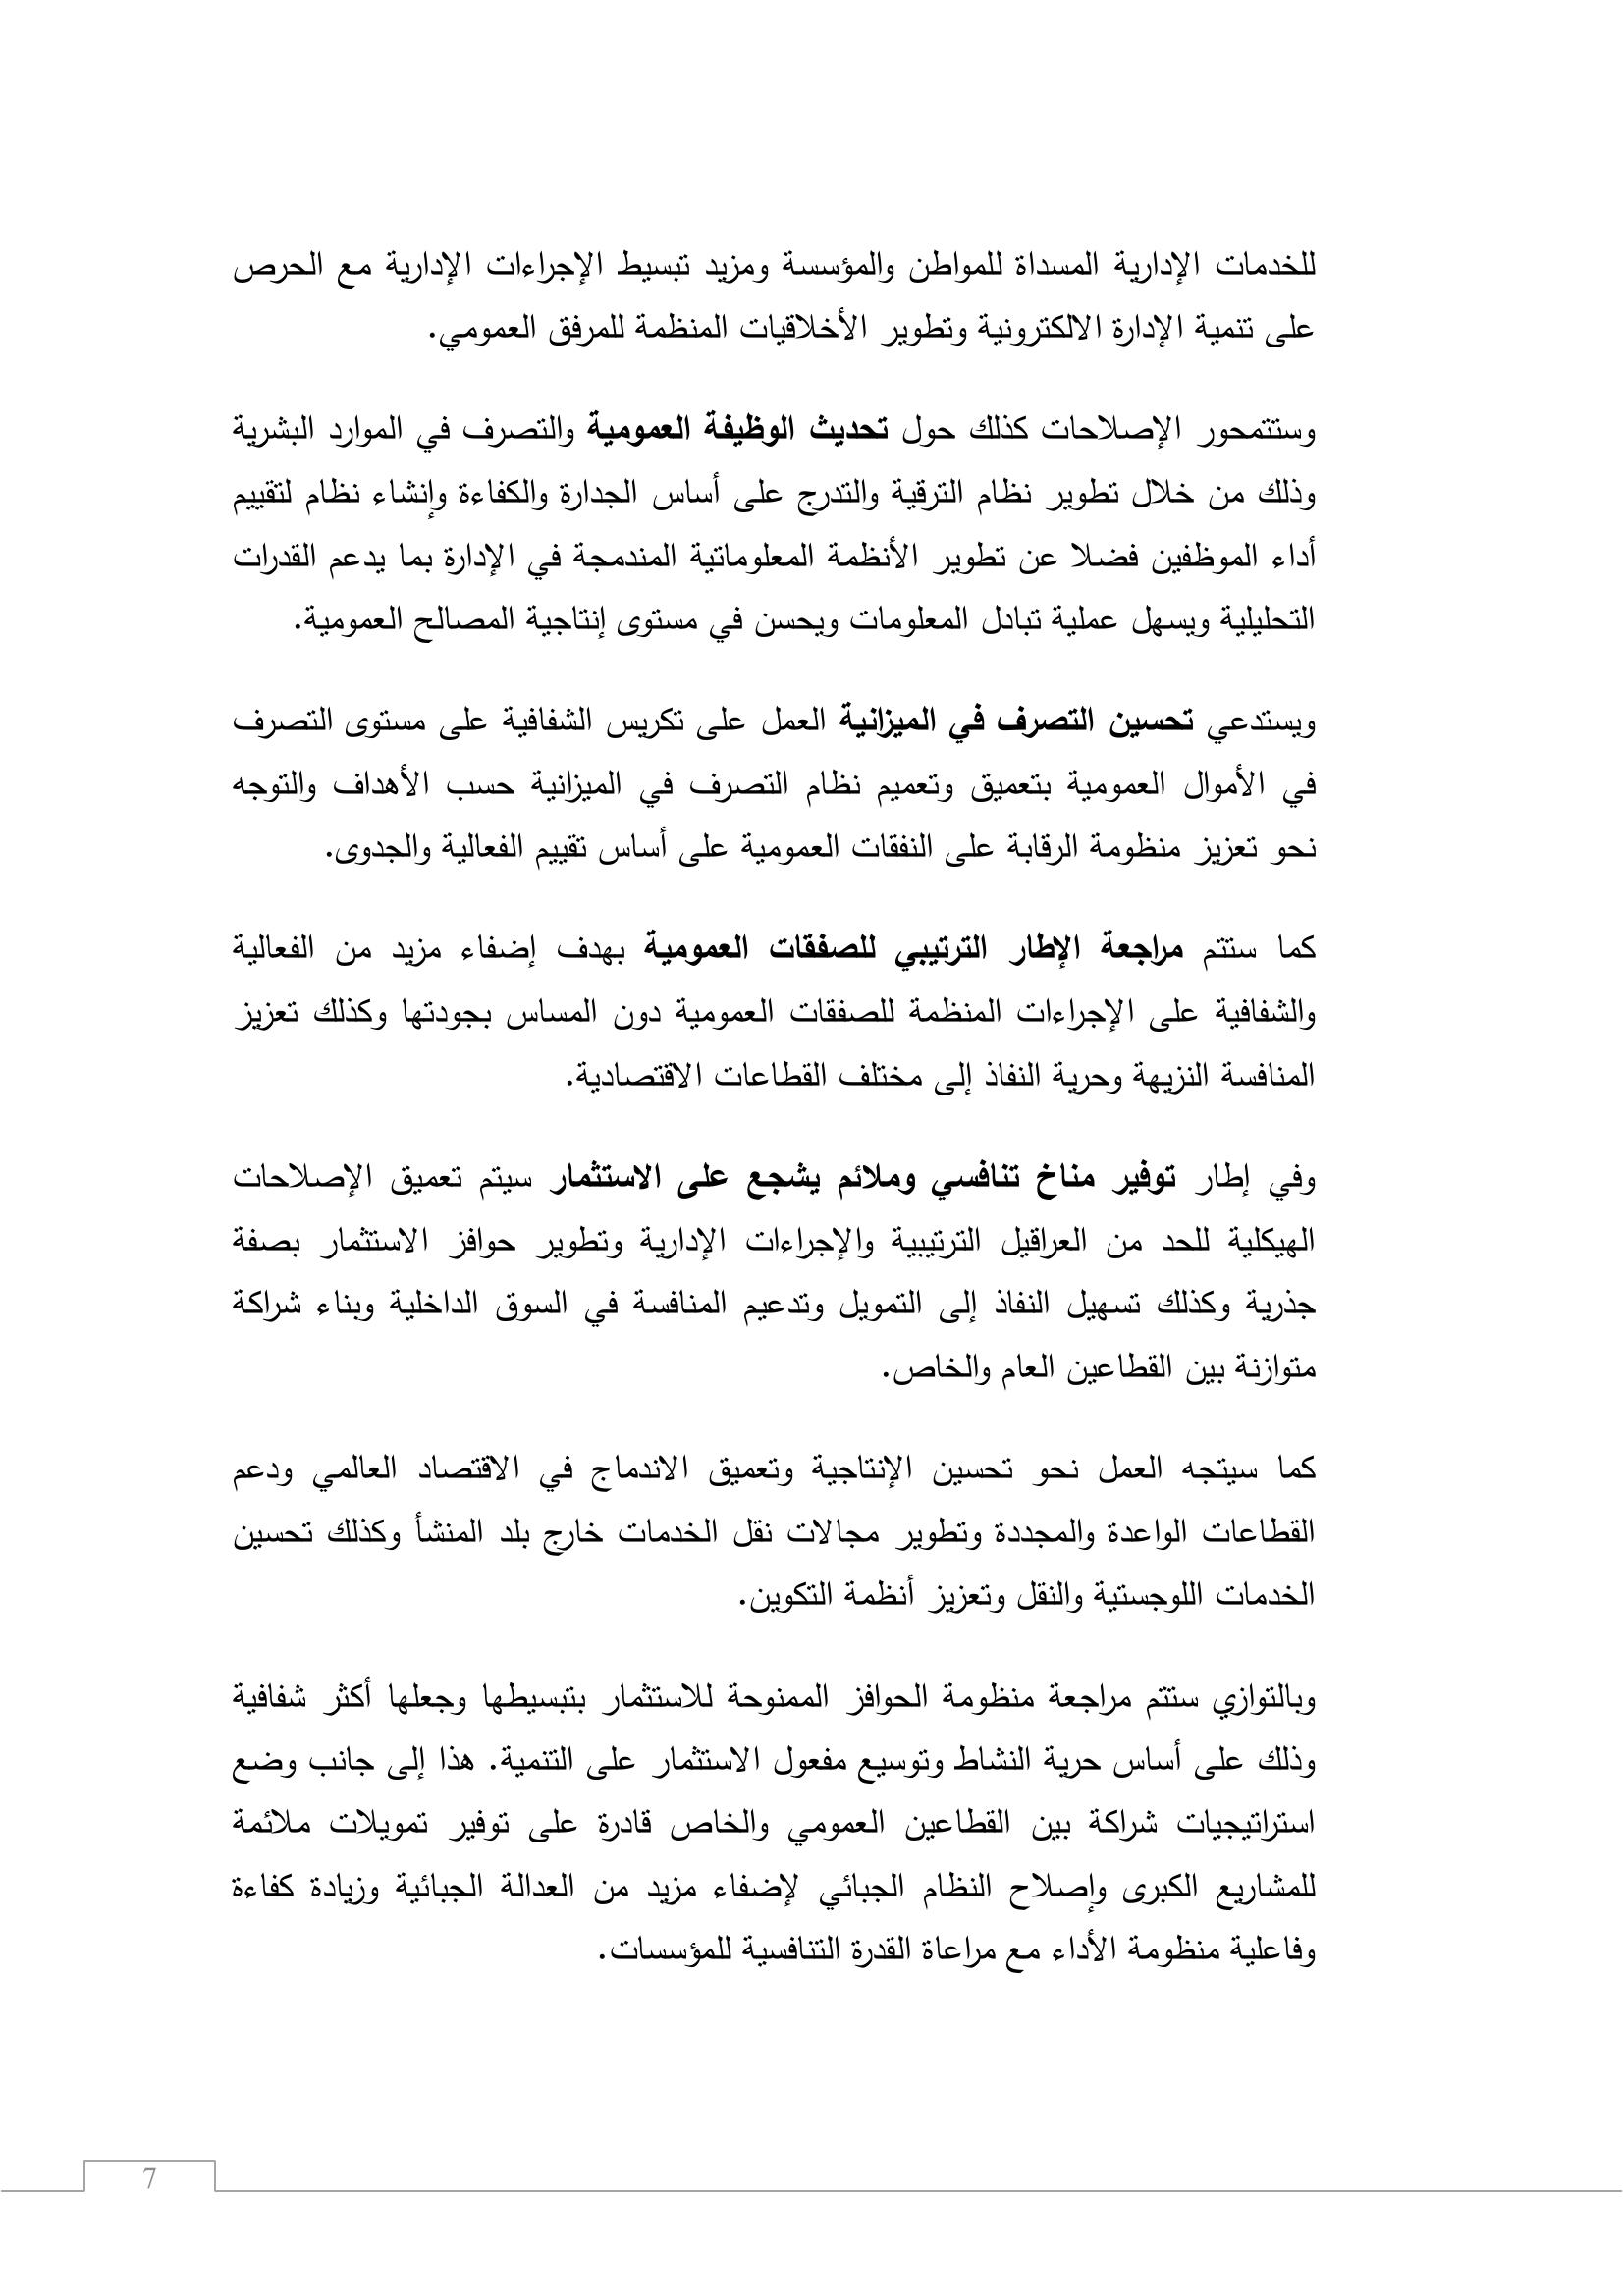 للخدمات الإدارية المسداة للمواطن والمؤسسة ومزيد تبسيط الإجراءات الإدارية مع الحرص
على تنمية الإدارة الالكترونية وتطوير الأخلاقيات المنظمة للمرفق العمومي.
وستتمحور الإصلاحات كذلك حول تحديث الوظيفة العمومية والتصرف في الموارد البشرية
وذلك من خلال تطوير نظام الترقية والتدرج على أساس الجدارة والكفاءة وإنشاء نظام لتقييم
أداء الموظفين فضلا عن تطوير الأنظمة المعلوماتية المندمجة في الإدارة بما يدعم القدرات
التحليلية ويسهل عملية تبادل المعلومات ويحسن في مستوى إنتاجية المصالح العمومية.
ويستدعي تحسين التصرف في الميزانية العمل على تكريس الشفافية على مستوى التصرف
في الأموال العمومية بتعميق وتعميم نظام التصرف في الميزانية حسب الأهداف والتوجه
نحو تعزيز منظومة الرقابة على النفقات العمومية على أساس تقييم الفعالية والجدوى.
كما ستتم مراجعة الإطار الترتيبي للصفقات العمومية بهدف إضفاء مزيد من الفعالية
والشفافية على الإجراءات المنظمة للصفقات العمومية دون المساس بجودتها وكذلك تعزيز
المنافسة النزيهة وحرية النفاذ إلى مختلف القطاعات الاقتصادية.
وفي إطار توفير مناخ تنافسي وملائم يشجع على الاستثمار سيتم تعميق الإصلاحات
الهيكلية للحد من العراقيل الترتيبية والإجراءات الإدارية وتطوير حوافز الاستثمار بصفة
جذرية وكذلك تسهيل النفاذ إلى التمويل وتدعيم المنافسة في السوق الداخلية وبناء شراكة
متوازنة بين القطاعين العام والخاص.
كما سيتجه العمل نحو تحسين الإنتاجية وتعميق الاندماج في الاقتصاد العالمي ودعم
القطاعات الواعدة والمجددة وتطوير مجالات نقل الخدمات خارج بلد المنشأ وكذلك تحسين
الخدمات اللوجستية والنقل وتعزيز أنظمة التكوين.
وبالتوازي ستتم مراجعة منظومة الحوافز الممنوحة للاستثمار بتبسيطها وجعلها أكثر شفافية
وذلك على أساس حرية النشاط وتوسيع مفعول الاستثمار على التنمية. هذا إلى جانب وضع
استراتيجيات شراكة بين القطاعين العمومي والخاص قادرة على توفير تمويلات ملائمة
للمشاريع الكبرى وإصلاح النظام الجبائي لإضفاء مزيد من العدالة الجبائية وزيادة كفاءة
وفاعلية منظومة الأداء مع مراعاة القدرة التنافسية للمؤسسات.
7